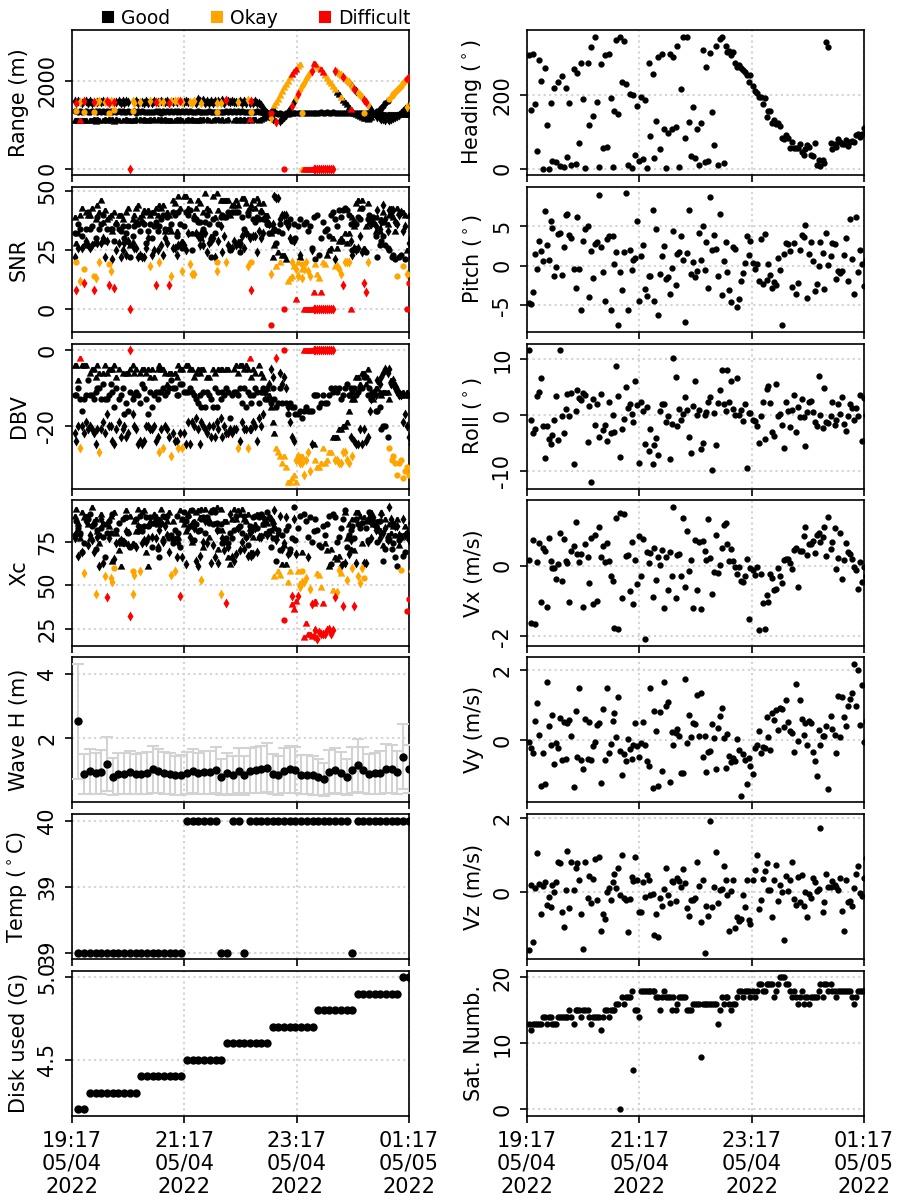 Good Okay Difficult
Range (m)
2000
0
Heading (°)
200
0
SNR
50
25
0
Pitch (°)
5
0
-5
DBV
0
-20
Roll (°)
10
0
-10
Xc
75
50
25
Vx (m/s)
0
-2
Wave H (m)
4
2
Vy (m/s)
2
0
Temp (°C)
40
39
39
Vz (m/s)
2
0
Disk used (G)
5.0
4.5
Sat. Numb.
20
10
0
19:17 21:17 23:17 01:17
05/04 05/04 05/04 05/05
2022 2022 2022 2022
19:17 21:17 23:17 01:17
05/04 05/04 05/04 05/05
2022 2022 2022 2022